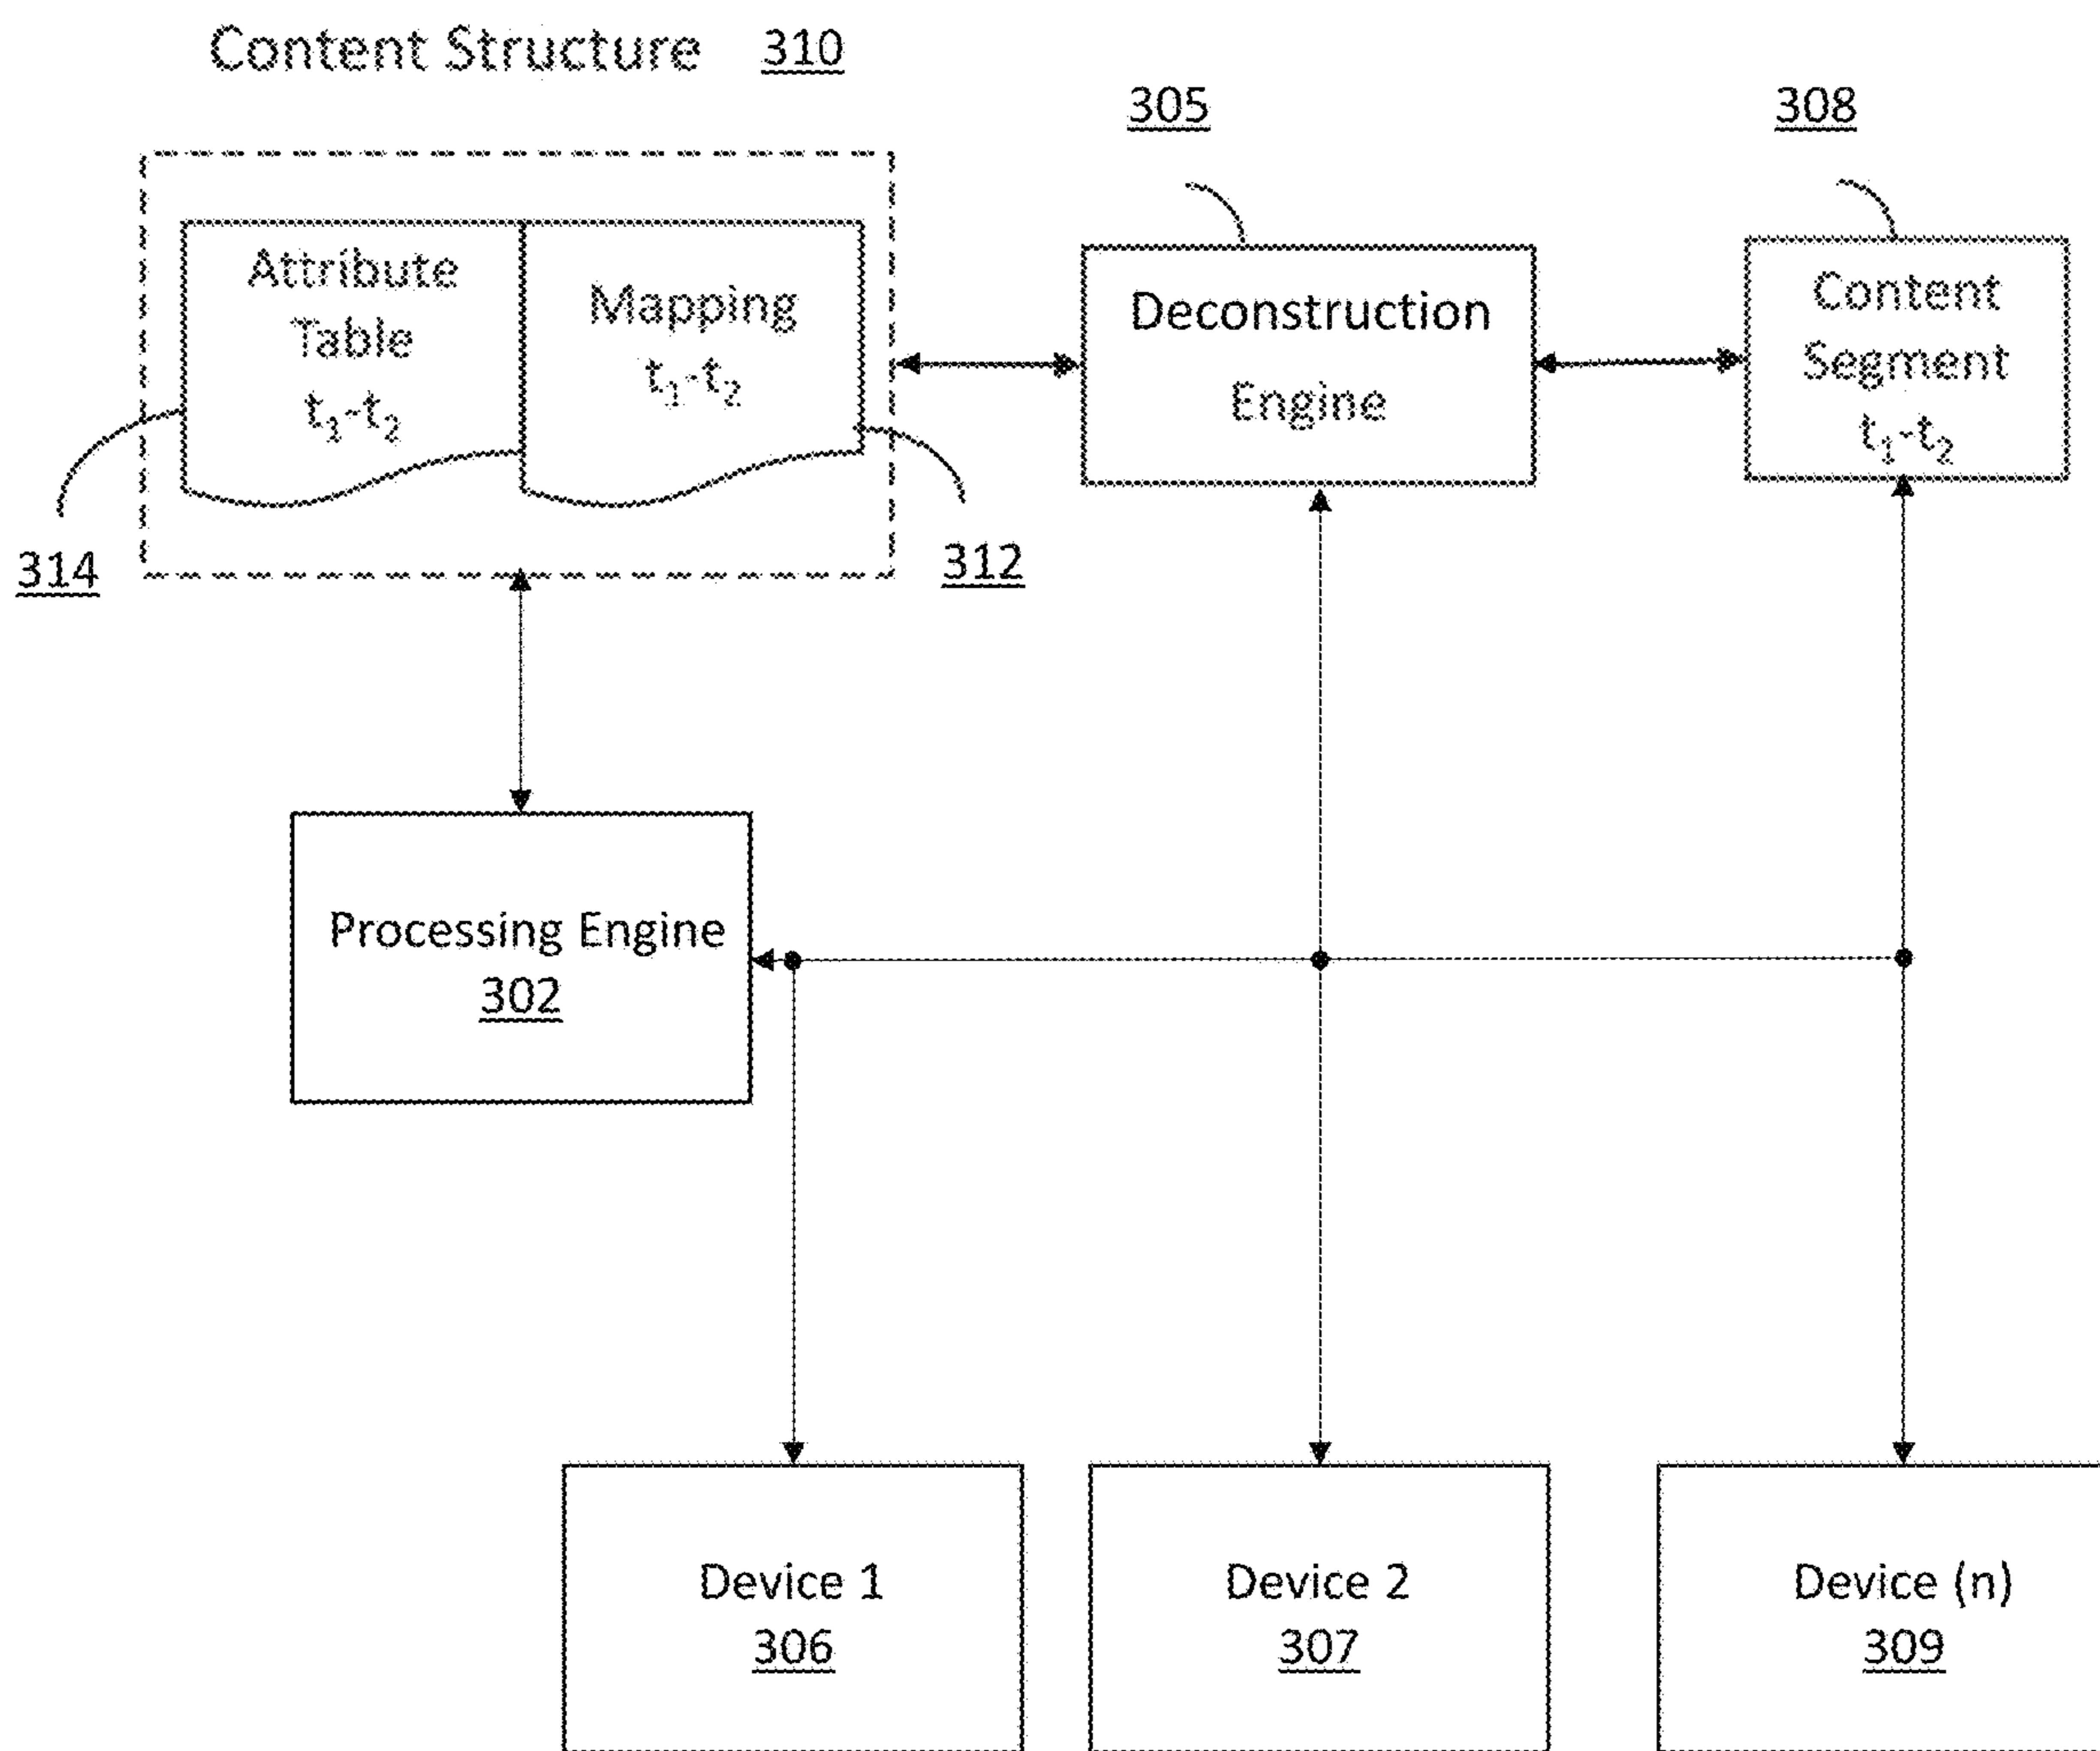 Content Structure 310
305
308
Attribute
Table
t₁-t₂
Mapping
t₁-t₂
Deconstruction
Engine
Content
Segment
t₁-t₂
314
312
Processing Engine
302
Device 1
306
Device 2
307
Device (n)
309